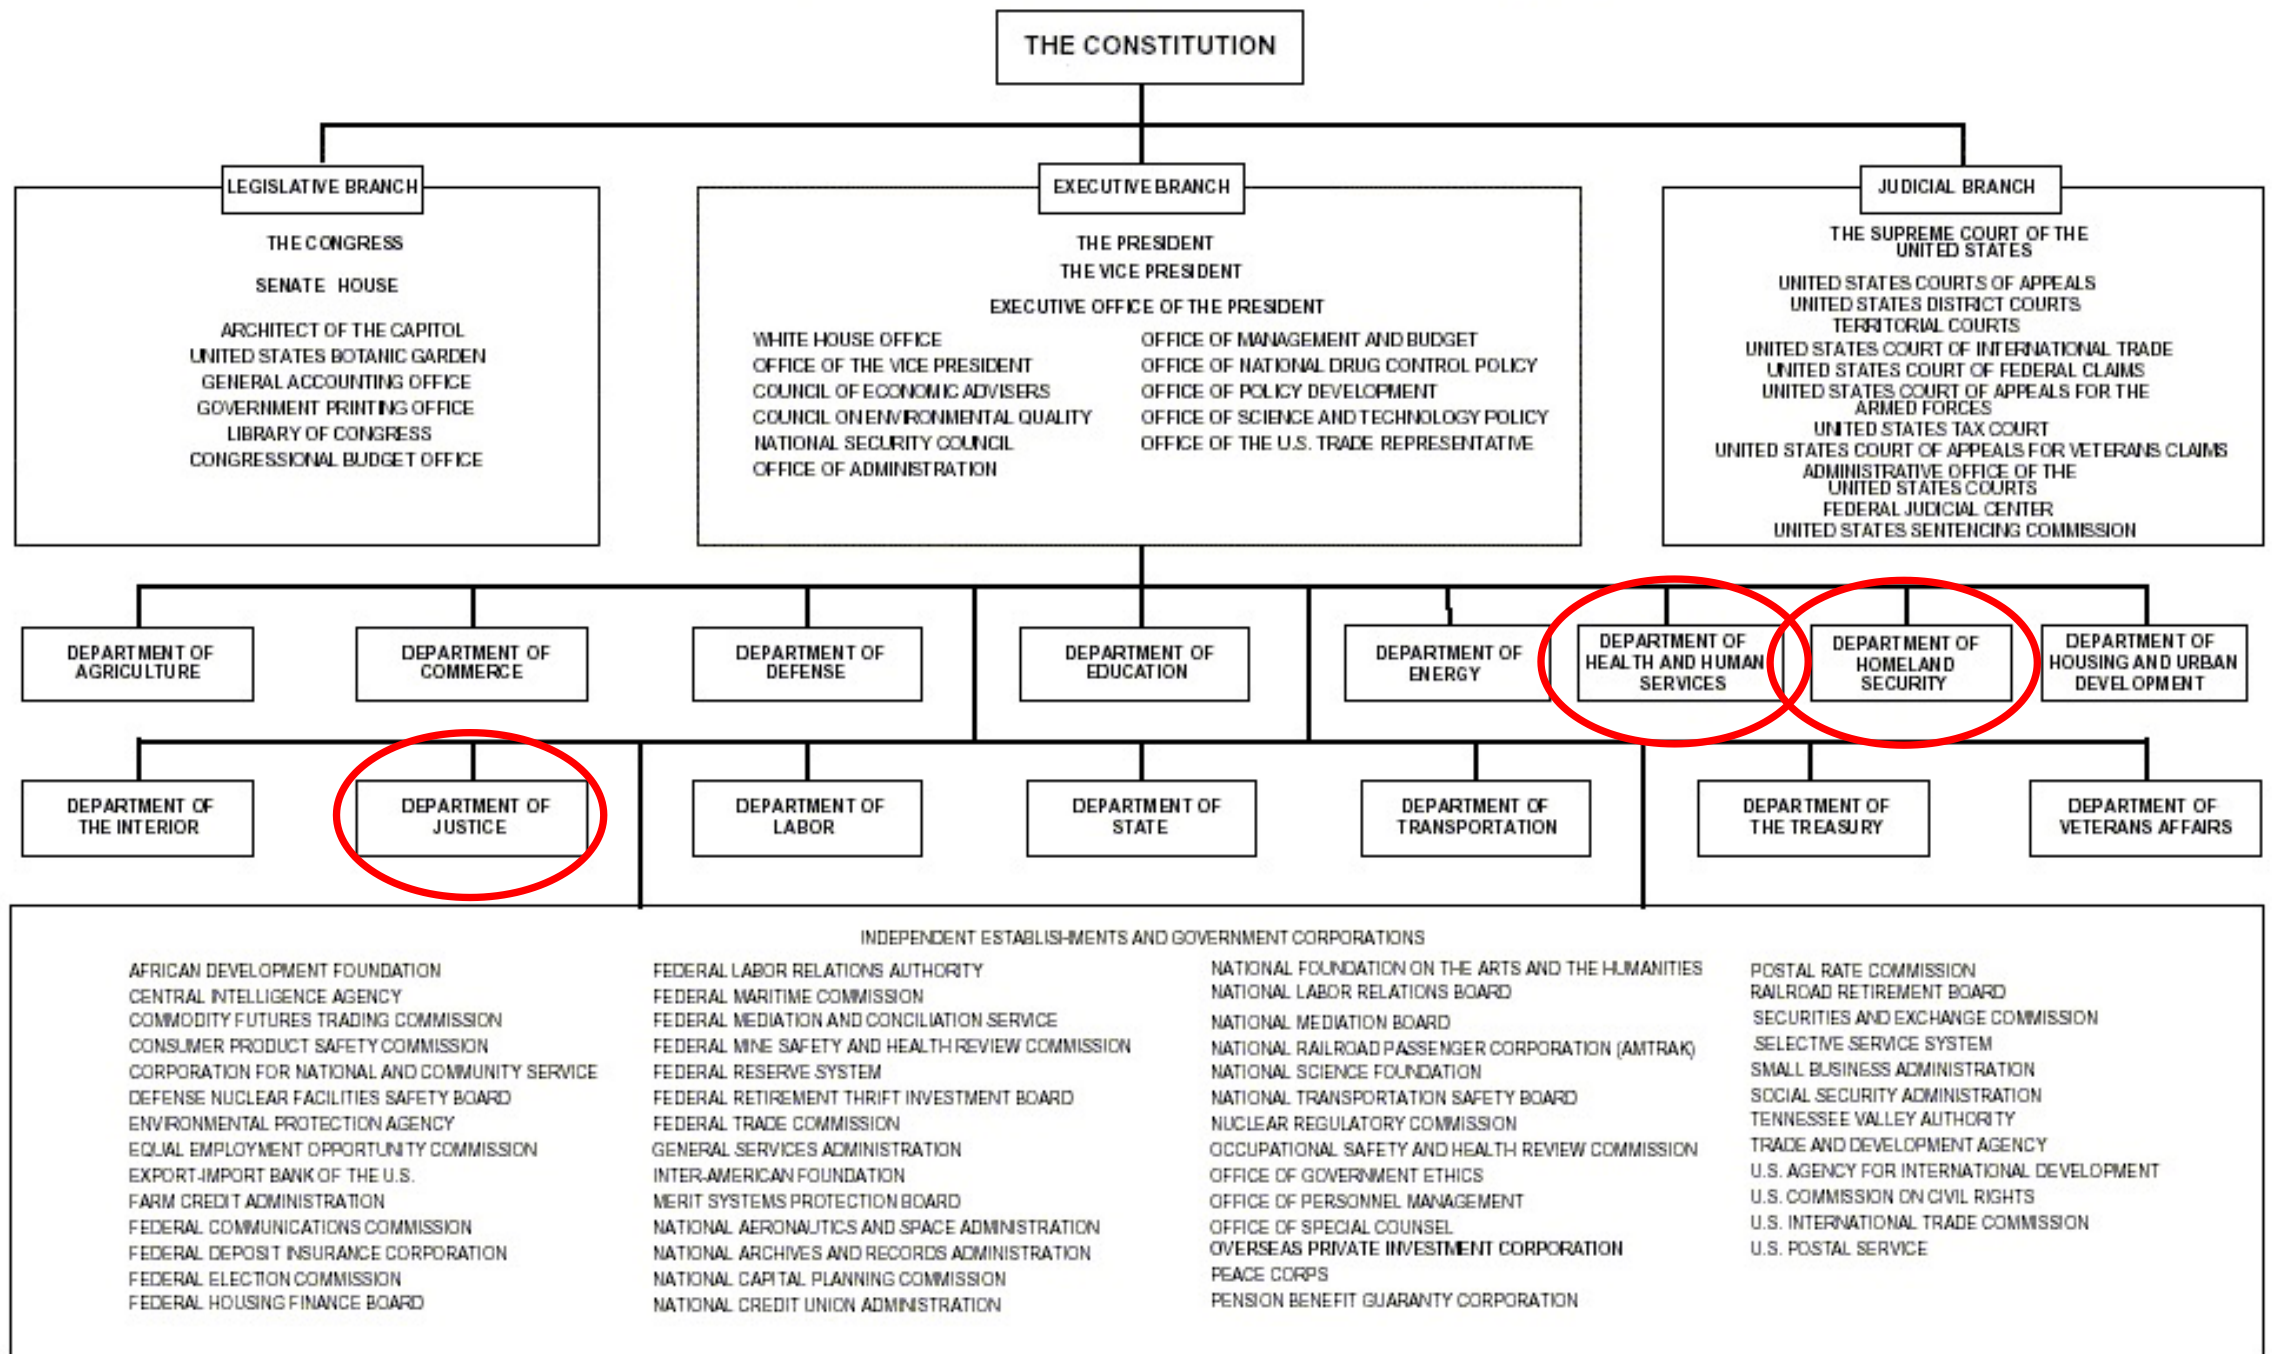 THE CONSTITUTION
LEGISLATIVE BRANCH
THE CONGRESS
SENATE HOUSE
ARCHITECT OF THE CAPITOL
UNITED STATES BOTANIC GARDEN
GENERAL ACCOUNTING OFFICE
GOVERNMENT PRINTING OFFICE
LIBRARY OF CONGRESS
CONGRESSIONAL BUDGET OFFICE
EXECUTIVE BRANCH
THE PRESIDENT
THE VICE PRESIDENT
EXECUTIVE OFFICE OF THE PRESIDENT
WHITE HOUSE OFFICE
OFFICE OF THE VICE PRESIDENT
COUNCIL OF ECONOMIC ADVISERS
COUNCIL ON ENVIRONMENTAL QUALITY
NATIONAL SECURITY COUNCIL
OFFICE OF ADMINISTRATION
OFFICE OF MANAGEMENT AND BUDGET
OFFICE OF NATIONAL DRUG CONTROL POLICY
OFFICE OF POLICY DEVELOPMENT
OFFICE OF SCIENCE AND TECHNOLOGY POLICY
OFFICE OF THE U.S. TRADE REPRESENTATIVE
JUDICIAL BRANCH
THE SUPREME COURT OF THE
UNITED STATES
UNITED STATES COURTS OF APPEALS
UNITED STATES DISTRICT COURTS
TERRITORIAL COURTS
UNITED STATES COURT OF INTERNATIONAL TRADE
UNITED STATES COURT OF FEDERAL CLAIMS
UNITED STATES COURT OF APPEALS FOR THE
ARMED FORCES
UNITED STATES TAX COURT
UNITED STATES COURT OF APPEALS FOR VETERANS CLAIMS
ADMINISTRATIVE OFFICE OF THE
UNITED STATES COURTS
FEDERAL JUDICIAL CENTER
UNITED STATES SENTENCING COMMISSION
DEPARTMENT OF
AGRICULTURE
DEPARTMENT OF
COMMERCE
DEPARTMENT OF
DEFENSE
DEPARTMENT OF
EDUCATION
DEPARTMENT OF
ENERGY
DEPARTMENT OF
HEALTH AND HUMAN
SERVICES
DEPARTMENT OF
HOMELAND
SECURITY
DEPARTMENT OF
HOUSING AND URBAN
DEVELOPMENT
DEPARTMENT OF
THE INTERIOR
DEPARTMENT OF
JUSTICE
DEPARTMENT OF
LABOR
DEPARTMENT OF
STATE
DEPARTMENT OF
TRANSPORTATION
DEPARTMENT OF
THE TREASURY
DEPARTMENT OF
VETERANS AFFAIRS
INDEPENDENT ESTABLISHMENTS AND GOVERNMENT CORPORATIONS
AFRICAN DEVELOPMENT FOUNDATION
CENTRAL INTELLIGENCE AGENCY
COMMODITY FUTURES TRADING COMMISSION
CONSUMER PRODUCT SAFETY COMMISSION
CORPORATION FOR NATIONAL AND COMMUNITY SERVICE
DEFENSE NUCLEAR FACILITIES SAFETY BOARD
ENVIRONMENTAL PROTECTION AGENCY
EQUAL EMPLOYMENT OPPORTUNITY COMMISSION
EXPORT-IMPORT BANK OF THE U.S.
FARM CREDIT ADMINISTRATION
FEDERAL COMMUNICATIONS COMMISSION
FEDERAL DEPOSIT INSURANCE CORPORATION
FEDERAL ELECTION COMMISSION
FEDERAL HOUSING FINANCE BOARD
FEDERAL LABOR RELATIONS AUTHORITY
FEDERAL MARITIME COMMISSION
FEDERAL MEDIATION AND CONCILIATION SERVICE
FEDERAL MINE SAFETY AND HEALTH REVIEW COMMISSION
FEDERAL RESERVE SYSTEM
FEDERAL RETIREMENT THRIFT INVESTMENT BOARD
FEDERAL TRADE COMMISSION
GENERAL SERVICES ADMINISTRATION
INTER-AMERICAN FOUNDATION
MERIT SYSTEMS PROTECTION BOARD
NATIONAL AERONAUTICS AND SPACE ADMINISTRATION
NATIONAL ARCHIVES AND RECORDS ADMINISTRATION
NATIONAL CAPITAL PLANNING COMMISSION
NATIONAL CREDIT UNION ADMINISTRATION
NATIONAL FOUNDATION ON THE ARTS AND THE HUMANITIES
NATIONAL LABOR RELATIONS BOARD
NATIONAL MEDIATION BOARD
NATIONAL RAILROAD PASSENGER CORPORATION (AMTRAK)
NATIONAL SCIENCE FOUNDATION
NATIONAL TRANSPORTATION SAFETY BOARD
NUCLEAR REGULATORY COMMISSION
OCCUPATIONAL SAFETY AND HEALTH REVIEW COMMISSION
OFFICE OF GOVERNMENT ETHICS
OFFICE OF PERSONNEL MANAGEMENT
OFFICE OF SPECIAL COUNSEL
OVERSEAS PRIVATE INVESTMENT CORPORATION
PEACE CORPS
PENSION BENEFIT GUARANTY CORPORATION
POSTAL RATE COMMISSION
RAILROAD RETIREMENT BOARD
SECURITIES AND EXCHANGE COMMISSION
SELECTIVE SERVICE SYSTEM
SMALL BUSINESS ADMINISTRATION
SOCIAL SECURITY ADMINISTRATION
TENNESSEE VALLEY AUTHORITY
TRADE AND DEVELOPMENT AGENCY
U.S. AGENCY FOR INTERNATIONAL DEVELOPMENT
U.S. COMMISSION ON CIVIL RIGHTS
U.S. INTERNATIONAL TRADE COMMISSION
U.S. POSTAL SERVICE